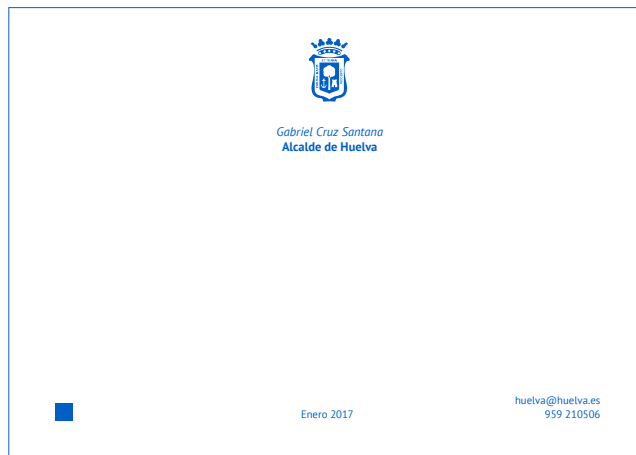 Gabriel Cruz Santana
Alcalde de Huelva
huelva@huelva.es
Enero 2017
959 210506